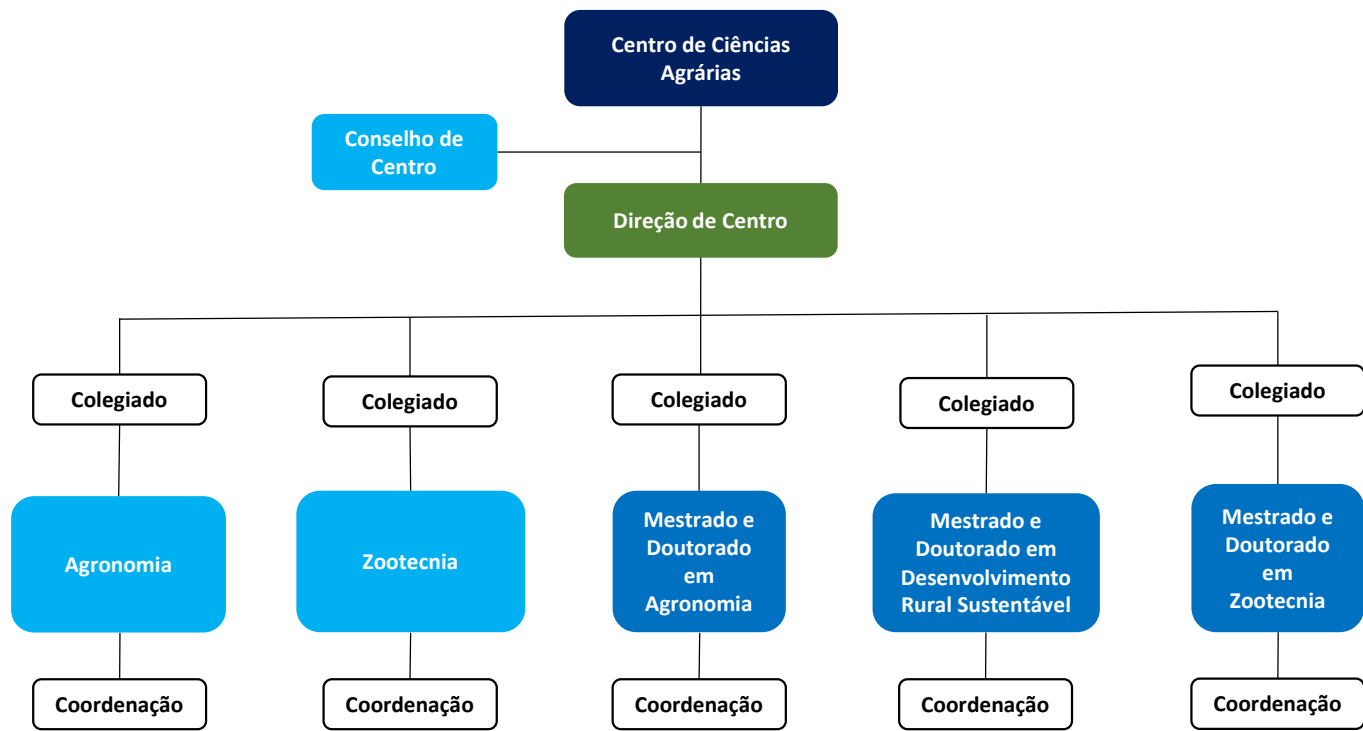 Centro de Ciências
Agrárias
Conselho de
Centro
Direção de Centro
Colegiado
Colegiado
Colegiado
Colegiado
Colegiado
Agronomia
Zootecnia
Mestrado e
Doutorado
em
Agronomia
Mestrado e
Doutorado em
Desenvolvimento
Rural Sustentável
Mestrado e
Doutorado
em
Zootecnia
Coordenação
Coordenação
Coordenação
Coordenação
Coordenação